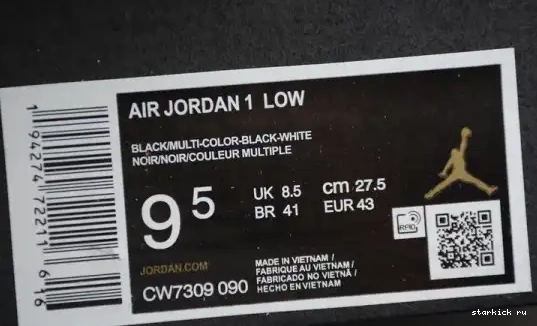 AIR JORDAN 1 LOW
BLACK/MULTI-COLOR-BLACK-WHITE
NOIR/NOIR/COULEUR MULTIPLE
9.5
UK 8.5 cm 27.5
BR 41 EUR 43
RFID
JORDAN.COM
CW7309 090
MADE IN VIETNAM /
FABRIQUE AU VIETNAM /
FABRICADO NO VIETNÃ /
HECHO EN VIETNAM
1 94274 72211 6 16
starkick ru